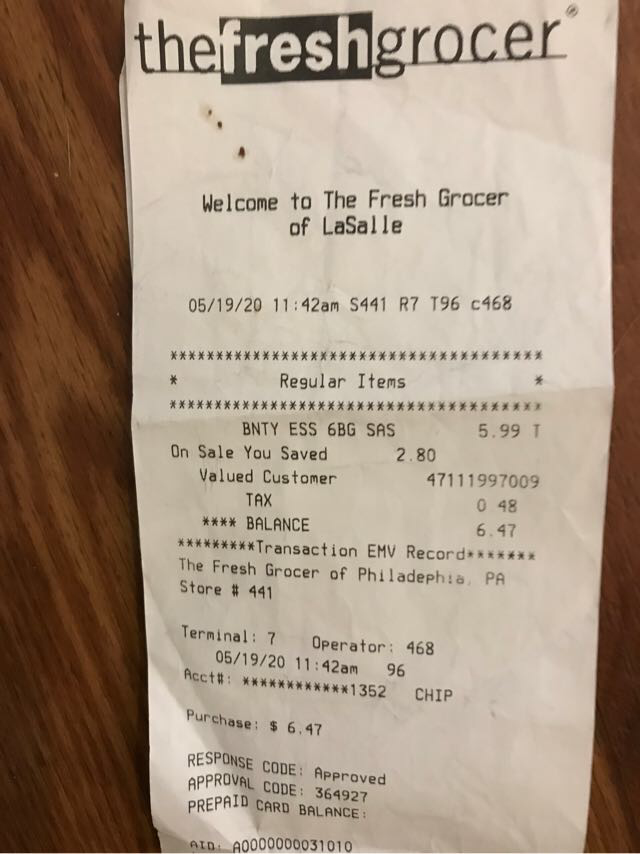 thefreshgrocer®
Welcome to The Fresh Grocer
of LaSalle
05/19/20 11:42am S441 R7 T96 c468
*****************************************
* Regular Items *
*****************************************
BNTY ESS 6BG SAS 5.99 T
On Sale You Saved 2.80
Valued Customer 47111997009
TAX 0 48
**** BALANCE 6.47
*********Transaction EMV Record*******
The Fresh Grocer of Philadephia, PA
Store # 441
Terminal: 7 Operator: 468
05/19/20 11:42am 96
Acct#: ************1352 CHIP
Purchase: $ 6.47
RESPONSE CODE: Approved
APPROVAL CODE: 364927
PREPAID CARD BALANCE:
AID: A0000000031010